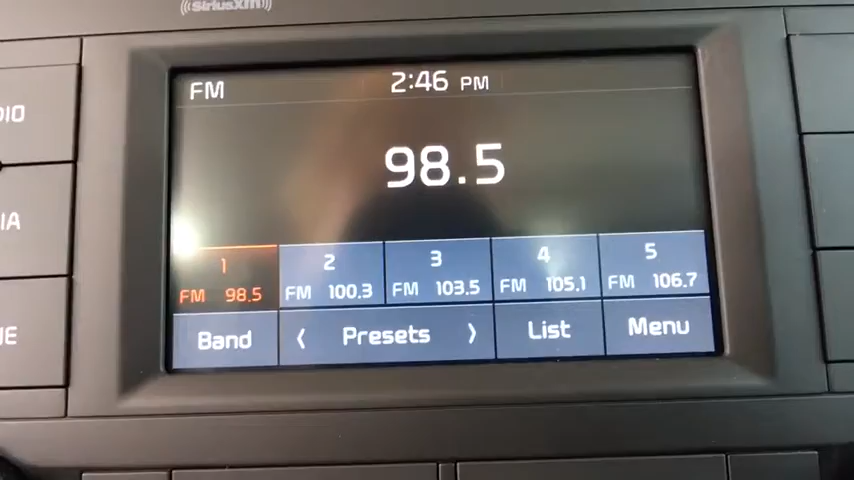 ((SiriusXM))
FM 2:46 PM
98.5
1 2 3 4 5
FM 98.5 FM 100.3 FM 103.5 FM 105.1 FM 106.7
Band ‹ Presets › List Menu